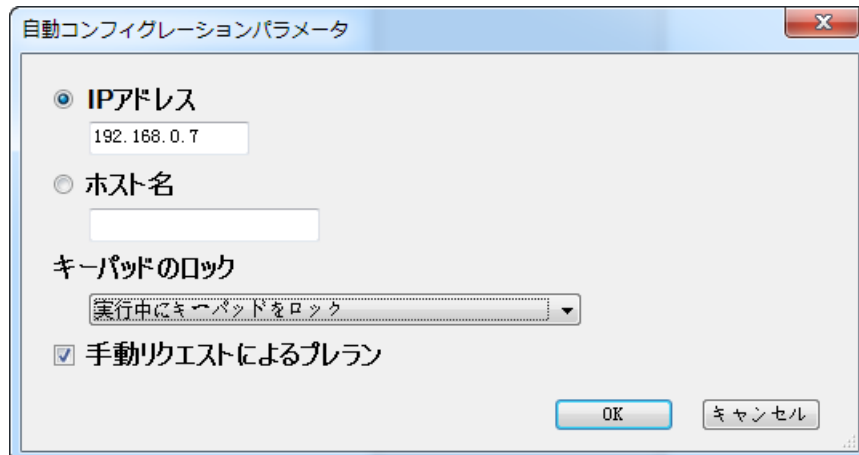 自動コンフィグレーションパラメータ
IPアドレス
192.168.0.7
ホスト名
キーパッドのロック
実行中にキーパッドをロック
手動リクエストによるプレラン
OK
キャンセル